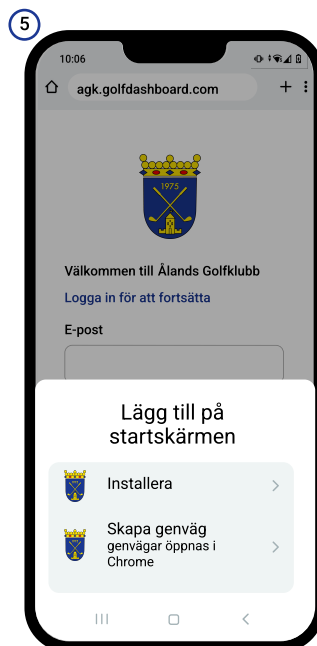 5
10:06
agk.golfdashboard.com
1975
Välkommen till Ålands Golfklubb
Logga in för att fortsätta
E-post
Lägg till på
startskärmen
Installera
Skapa genväg
genvägar öppnas i
Chrome